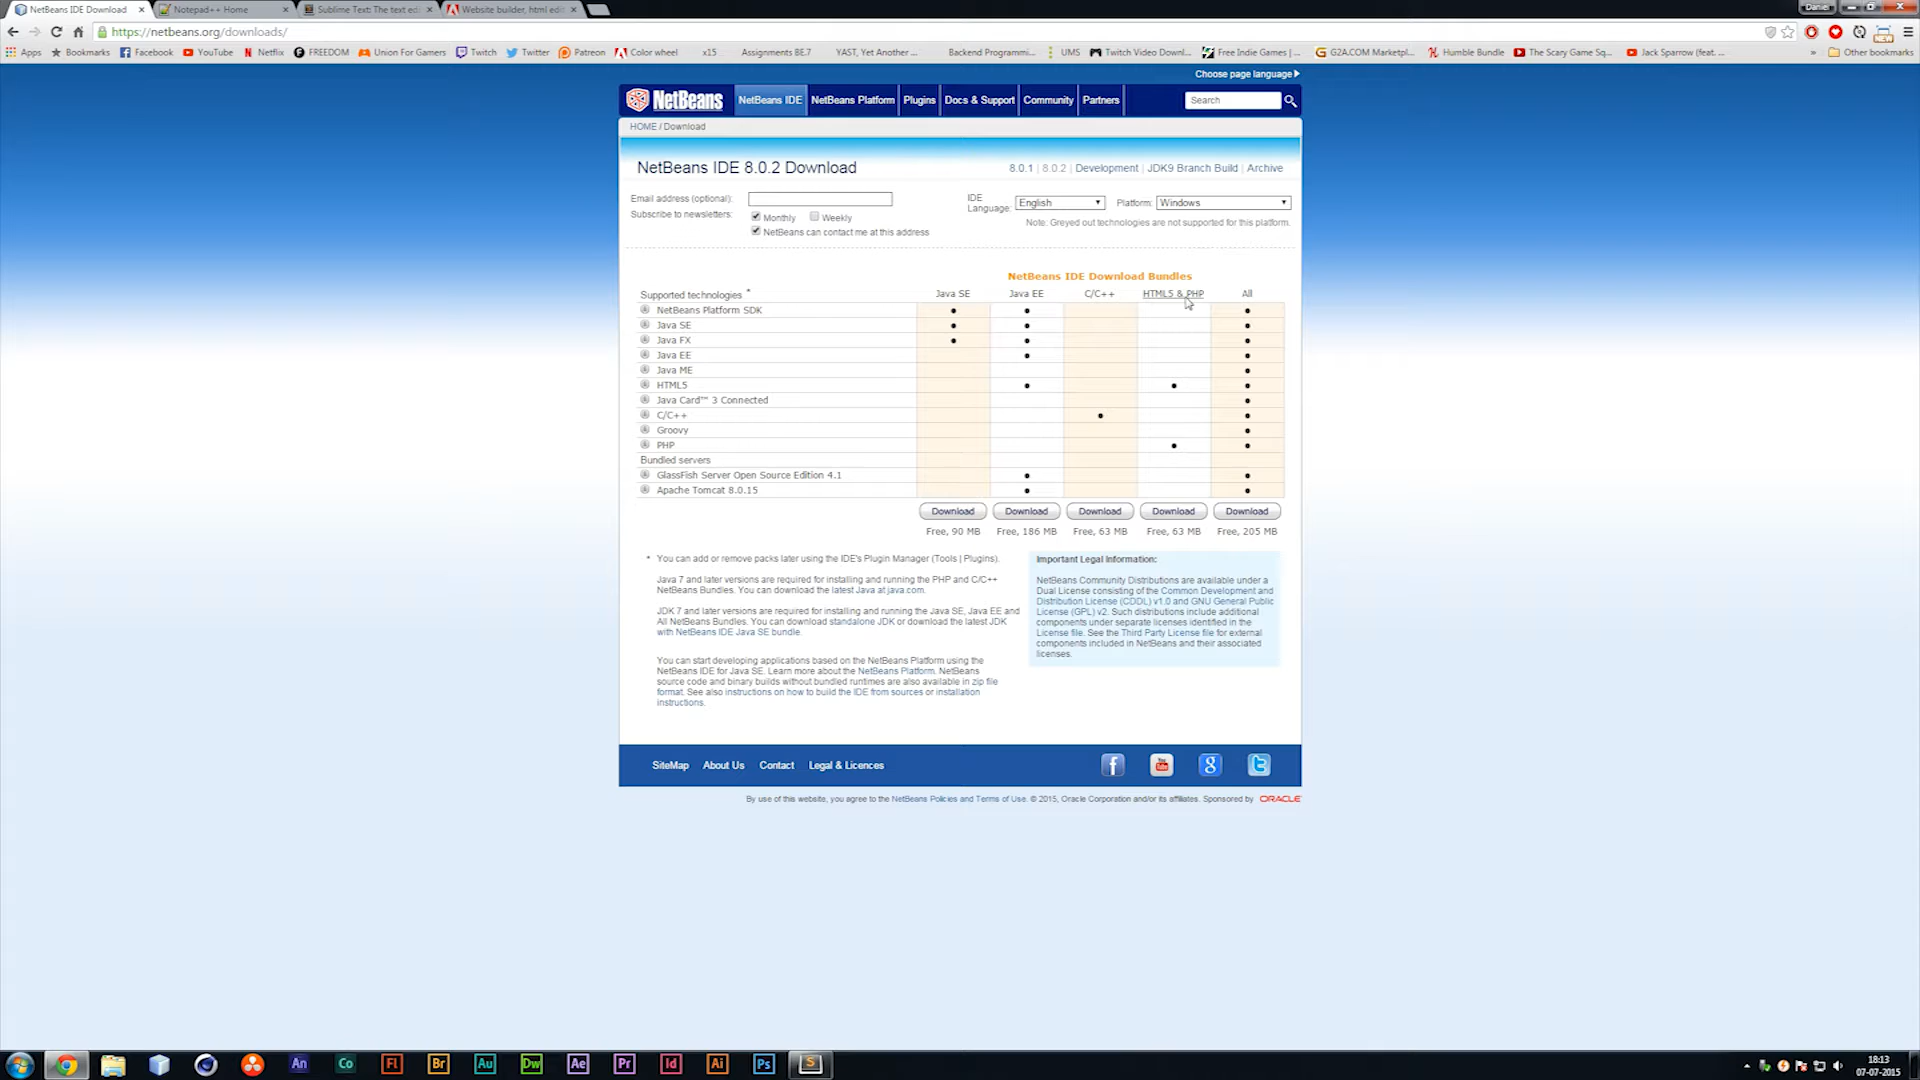 NetBeans IDE Download
Notepad++ Home
Sublime Text: The text edi
Website builder, html edit
Daniel
https://netbeans.org/downloads/
Apps
Bookmarks
Facebook
YouTube
Netflix
FREEDOM
Union For Gamers
Twitch
Twitter
Patreon
Color wheel
x15
Assignments BE.7
YAST, Yet Another ...
Backend Programmi...
UMS
Twitch Video Downl...
Free Indie Games | ...
G2A.COM Marketpl...
Humble Bundle
The Scary Game Sq...
Jack Sparrow (feat. ...
» Other bookmarks
Choose page language
NetBeans
NetBeans IDE
NetBeans Platform
Plugins
Docs & Support
Community
Partners
Search
HOME / Download
NetBeans IDE 8.0.2 Download
8.0.1 | 8.0.2 | Development | JDK9 Branch Build | Archive
Email address (optional):
Subscribe to newsletters:
Monthly Weekly
NetBeans can contact me at this address
IDE Language: English
Platform: Windows
Note: Greyed out technologies are not supported for this platform.
NetBeans IDE Download Bundles
Supported technologies * Java SE Java EE C/C++ HTML5 & PHP All
NetBeans Platform SDK • • •
Java SE • • •
Java FX • • •
Java EE • •
Java ME •
HTML5 • • •
Java Card™ 3 Connected •
C/C++ • •
Groovy •
PHP • •
Bundled servers
GlassFish Server Open Source Edition 4.1 • •
Apache Tomcat 8.0.15 • •
Download Download Download Download Download
Free, 90 MB Free, 186 MB Free, 63 MB Free, 63 MB Free, 205 MB
* You can add or remove packs later using the IDE's Plugin Manager (Tools | Plugins).
Java 7 and later versions are required for installing and running the PHP and C/C++
NetBeans Bundles. You can download the latest Java at java.com.
JDK 7 and later versions are required for installing and running the Java SE, Java EE and
All NetBeans Bundles. You can download standalone JDK or download the latest JDK
with NetBeans IDE Java SE bundle.
You can start developing applications based on the NetBeans Platform using the
NetBeans IDE for Java SE. Learn more about the NetBeans Platform. NetBeans
source code and binary builds without bundled runtimes are also available in zip file
format. See also instructions on how to build the IDE from sources or installation
instructions.
Important Legal Information:
NetBeans Community Distributions are available under a
Dual License consisting of the Common Development and
Distribution License (CDDL) v1.0 and GNU General Public
License (GPL) v2. Such distributions include additional
components under separate licenses identified in the
License file. See the Third Party License file for external
components included in NetBeans and their associated
licenses.
SiteMap
About Us
Contact
Legal & Licences
f
You Tube
g
t
By use of this website, you agree to the NetBeans Policies and Terms of Use. © 2015, Oracle Corporation and/or its affiliates. Sponsored by ORACLE
An
Co
Fl
Br
Au
Dw
Ae
Pr
Id
Ai
Ps
S
18:13
07-07-2015